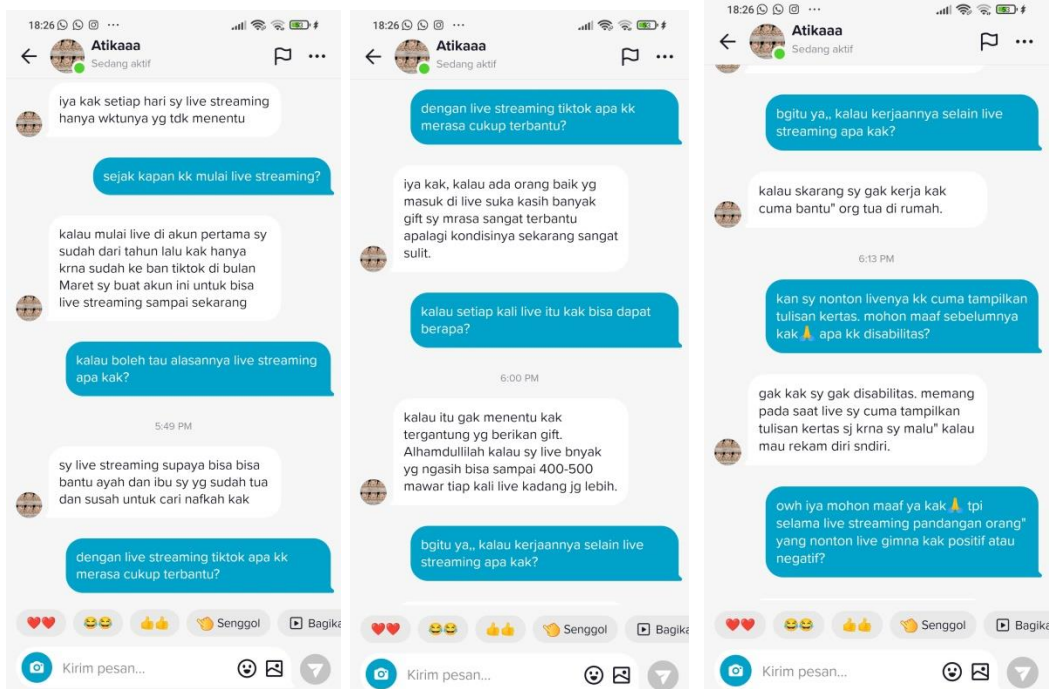 18:26
Atikaaa
Sedang aktif
iya kak setiap hari sy live streaming
hanya wktunya yg tdk menentu
sejak kapan kk mulai live streaming?
kalau mulai live di akun pertama sy
sudah dari tahun lalu kak hanya
krna sudah ke ban tiktok di bulan
Maret sy buat akun ini untuk bisa
live streaming sampai sekarang
kalau boleh tau alasannya live streaming
apa kak?
5:49 PM
sy live streaming supaya bisa bisa
bantu ayah dan ibu sy yg sudah tua
dan susah untuk cari nafkah kak
dengan live streaming tiktok apa kk
merasa cukup terbantu?
Senggol
Bagika
Kirim pesan...
18:26
Atikaaa
Sedang aktif
dengan live streaming tiktok apa kk
merasa cukup terbantu?
iya kak, kalau ada orang baik yg
masuk di live suka kasih banyak
gift sy mrasa sangat terbantu
apalagi kondisinya sekarang sangat
sulit.
kalau setiap kali live itu kak bisa dapat
berapa?
6:00 PM
kalau itu gak menentu kak
tergantung yg berikan gift.
Alhamdullilah kalau sy live bnyak
yg ngasih bisa sampai 400-500
mawar tiap kali live kadang jg lebih.
bgitu ya,, kalau kerjaannya selain live
streaming apa kak?
Senggol
Bagika
Kirim pesan...
18:26
Atikaaa
Sedang aktif
bgitu ya,, kalau kerjaannya selain live
streaming apa kak?
kalau skarang sy gak kerja kak
cuma bantu" org tua di rumah.
6:13 PM
kan sy nonton livenya kk cuma tampilkan
tulisan kertas. mohon maaf sebelumnya
kak🙏 apa kk disabilitas?
gak kak sy gak disabilitas. memang
pada saat live sy cuma tampilkan
tulisan kertas sj krna sy malu" kalau
mau rekam diri sndiri.
owh iya mohon maaf ya kak🙏 tpi
selama live streaming pandangan orang"
yang nonton live gimna kak positif atau
negatif?
Senggol
Bagika
Kirim pesan...